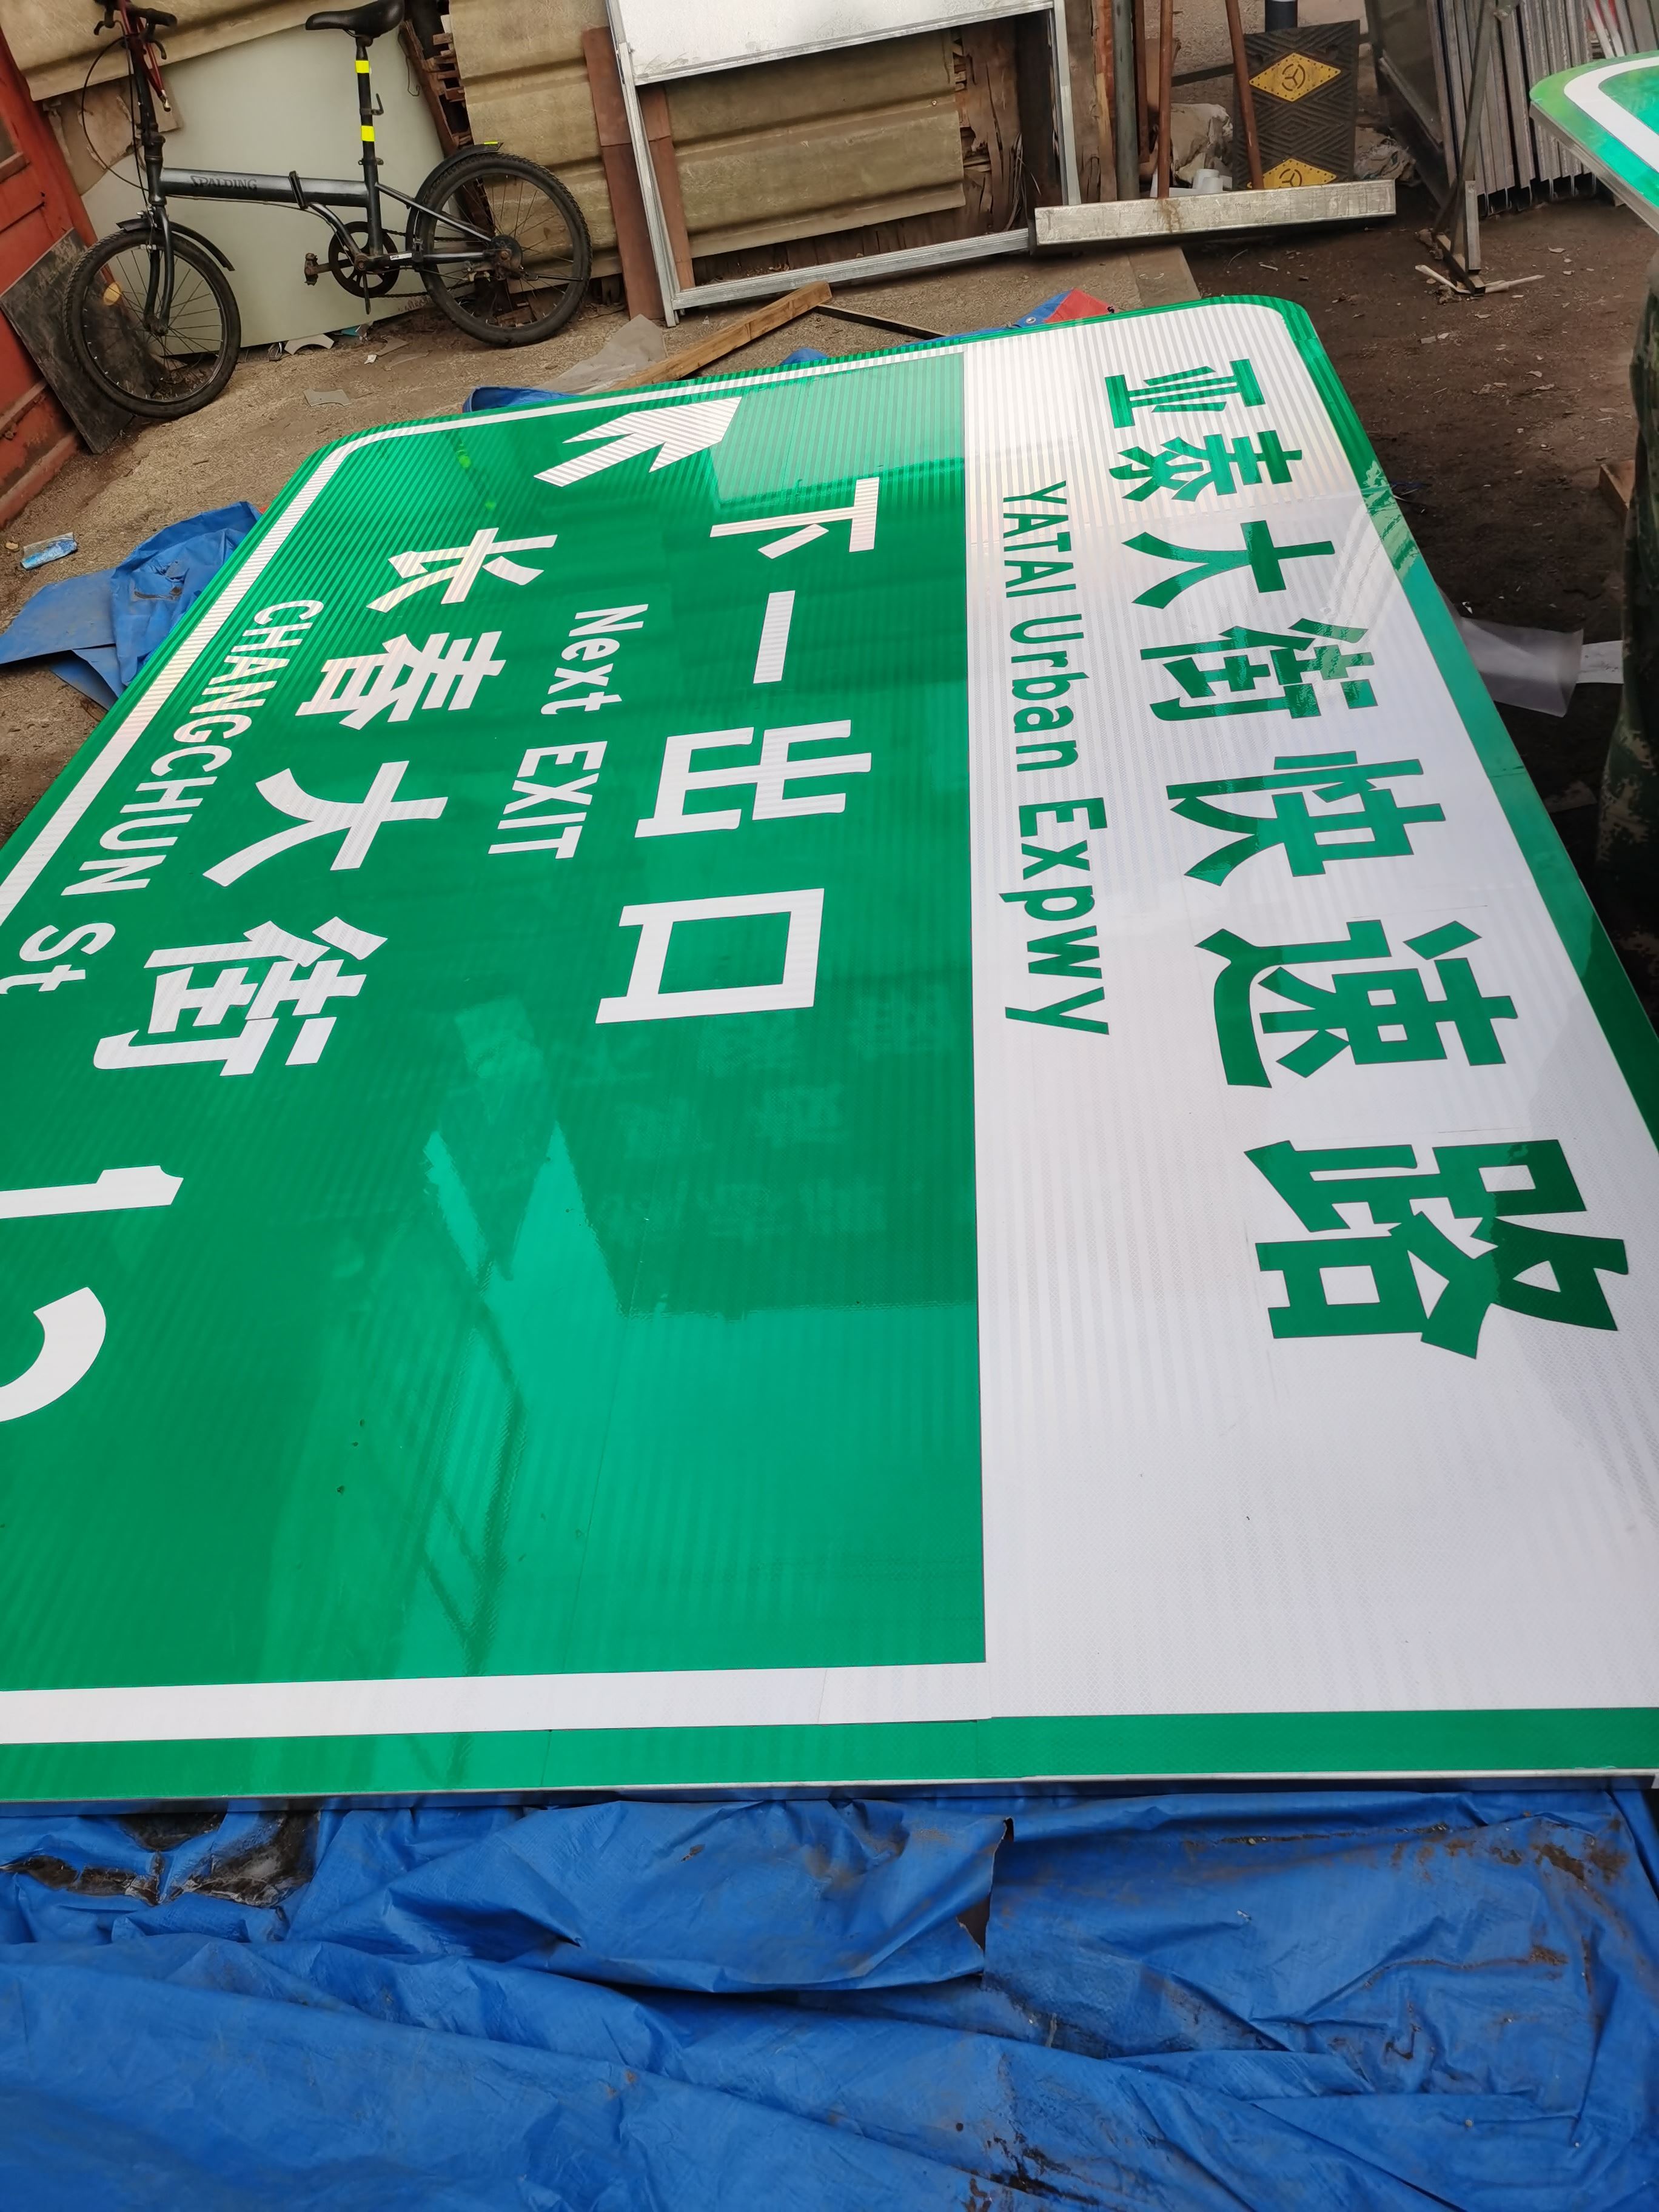 亚泰大街快速路
YATAI Urban Expwy
下一出口
Next EXIT
长春大街
CHANGCHUN St
SPALDING